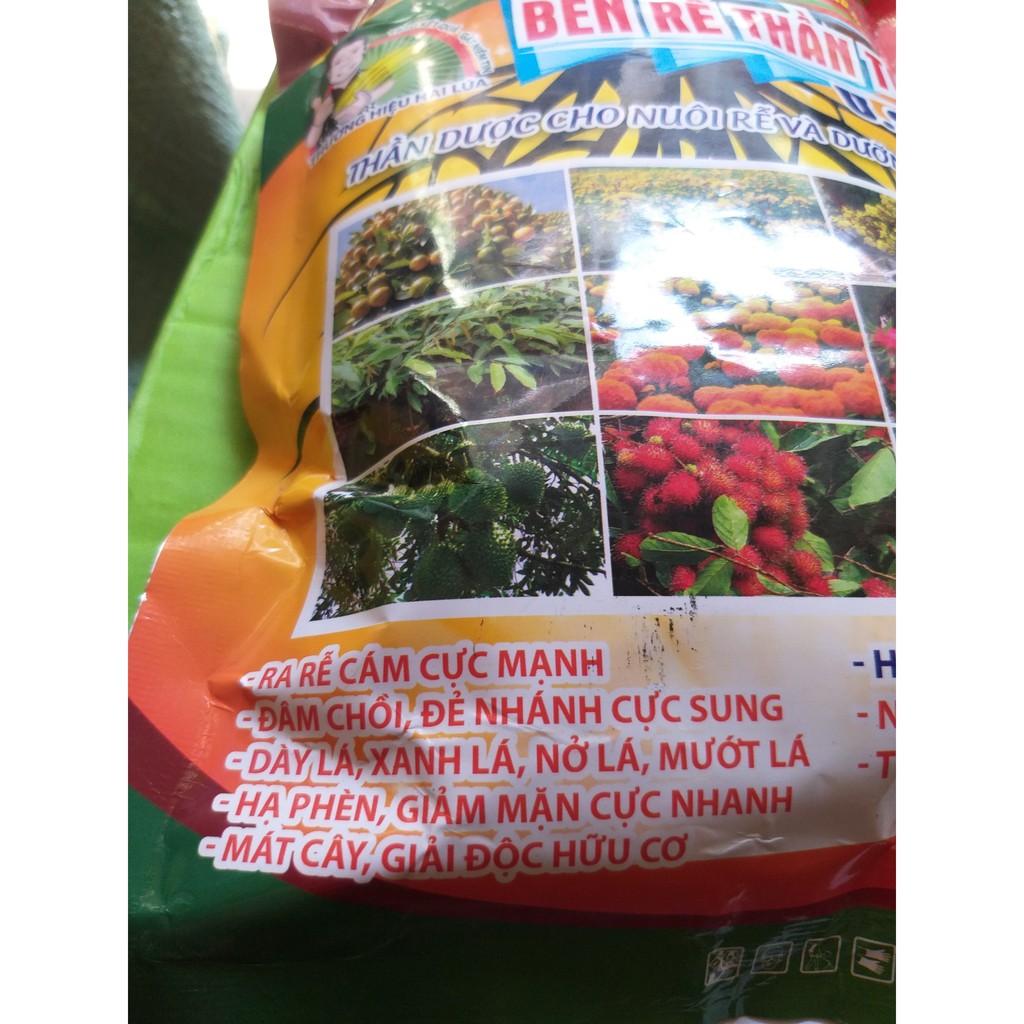 BÉN RỄ THẦN T
THƯƠNG HIỆU HAI LÚA
U.S
THẦN DƯỢC CHO NUÔI RỄ VÀ DƯỠN
- RA RỄ CÁM CỰC MẠNH
- ĐÂM CHỒI, ĐẺ NHÁNH CỰC SUNG
- DÀY LÁ, XANH LÁ, NỞ LÁ, MƯỚT LÁ
- HẠ PHÈN, GIẢM MẶN CỰC NHANH
- MÁT CÂY, GIẢI ĐỘC HỮU CƠ
- H
- N
- T